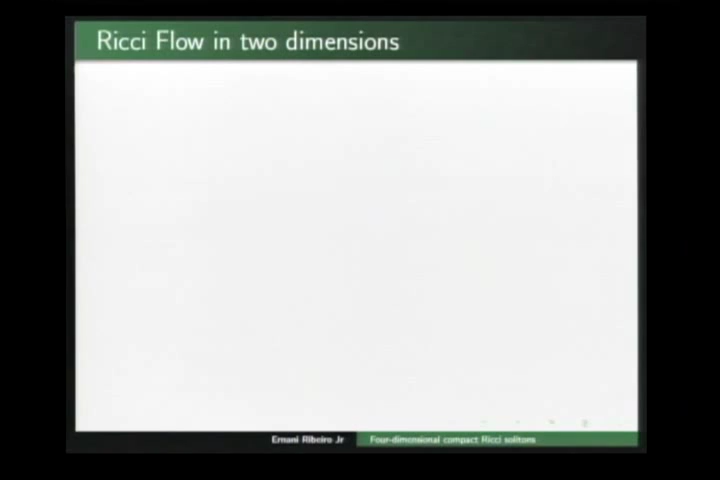 Ricci Flow in two dimensions
Ernani Ribeiro Jr
Four-dimensional compact Ricci solitons